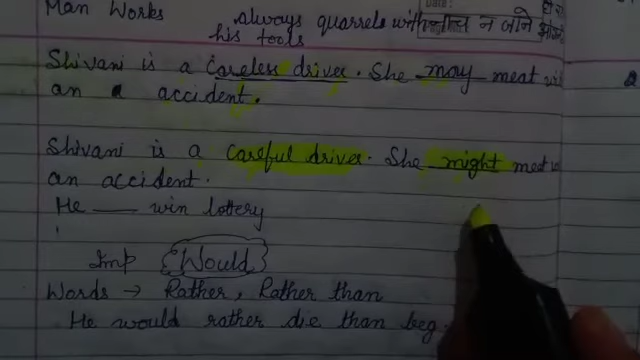 Man Works Always quarrels with नाच न जाने
his tools
Shivani is a careless driver. She may meat
an a accident.
Shivani is a careful driver. She might meet
an accident.
He ___ win lottery
Imp Would
Words → Rather, Rather than
He would rather die than beg.